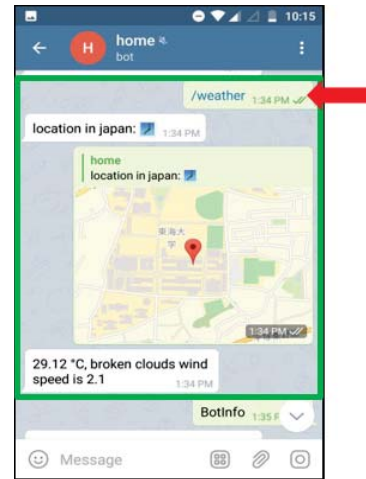 10:15
H
home
bot
/weather 1:34 PM
location in japan: 🗾 1:34 PM
home
location in japan: 🗾
東海大
学
1:34 PM
29.12 °C, broken clouds wind
speed is 2.1 1:34 PM
BotInfo 1:35
Message